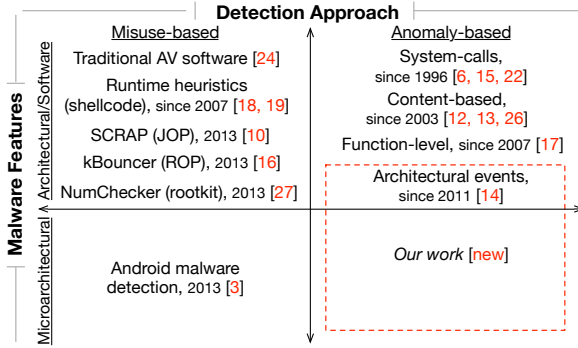 Detection Approach
Misuse-based
Anomaly-based
Malware Features
Architectural/Software
Microarchitectural
Traditional AV software [24]
Runtime heuristics
(shellcode), since 2007 [18, 19]
SCRAP (JOP), 2013 [10]
kBouncer (ROP), 2013 [16]
NumChecker (rootkit), 2013 [27]
System-calls,
since 1996 [6, 15, 22]
Content-based,
since 2003 [12, 13, 26]
Function-level, since 2007 [17]
Architectural events,
since 2011 [14]
Android malware
detection, 2013 [3]
Our work [new]